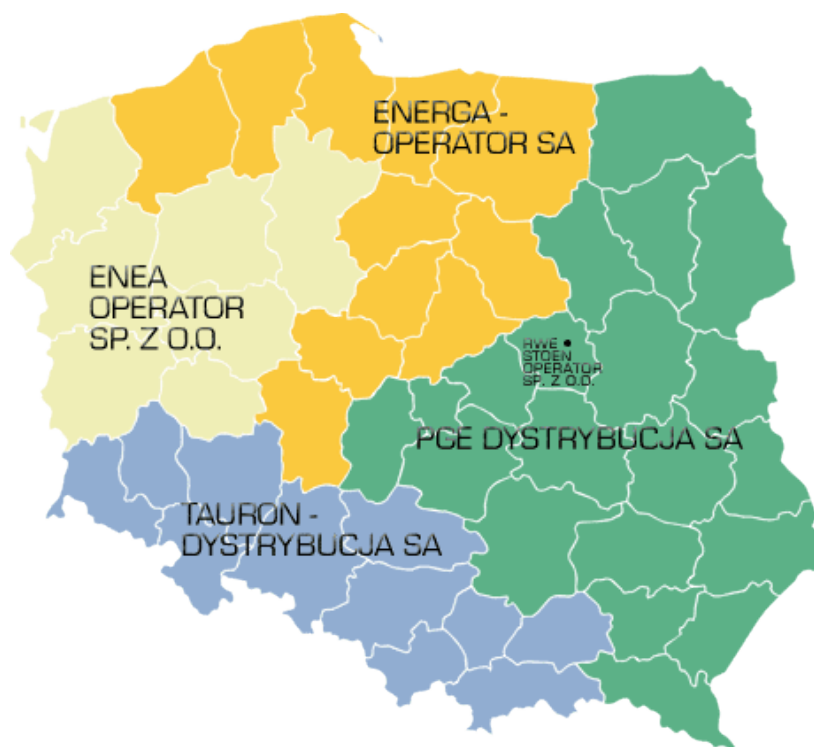 ENERGA -
OPERATOR SA
ENEA
OPERATOR
SP. Z O.O.
RWE
STOEN
OPERATOR
SP. Z O.O.
PGE DYSTRYBUCJA SA
TAURON -
DYSTRYBUCJA SA